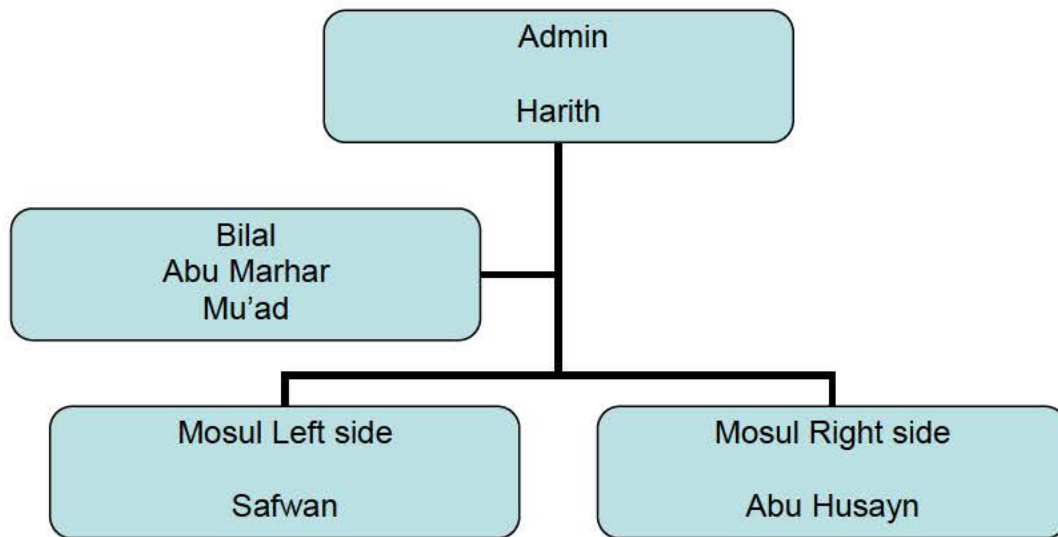 Admin
Harith
Bilal
Abu Marhar
Mu’ad
Mosul Left side
Safwan
Mosul Right side
Abu Husayn